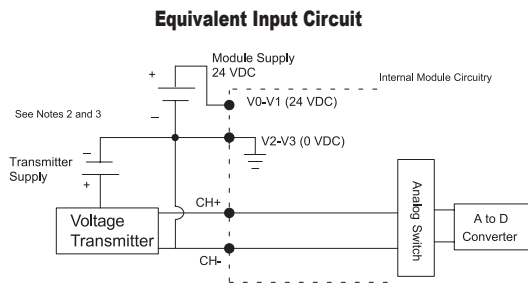 Equivalent Input Circuit
Module Supply
24 VDC
+
–
Internal Module Circuitry
V0-V1 (24 VDC)
See Notes 2 and 3
V2-V3 (0 VDC)
Transmitter
Supply
–
+
CH+
Voltage
Transmitter
CH-
Analog Switch
A to D
Converter